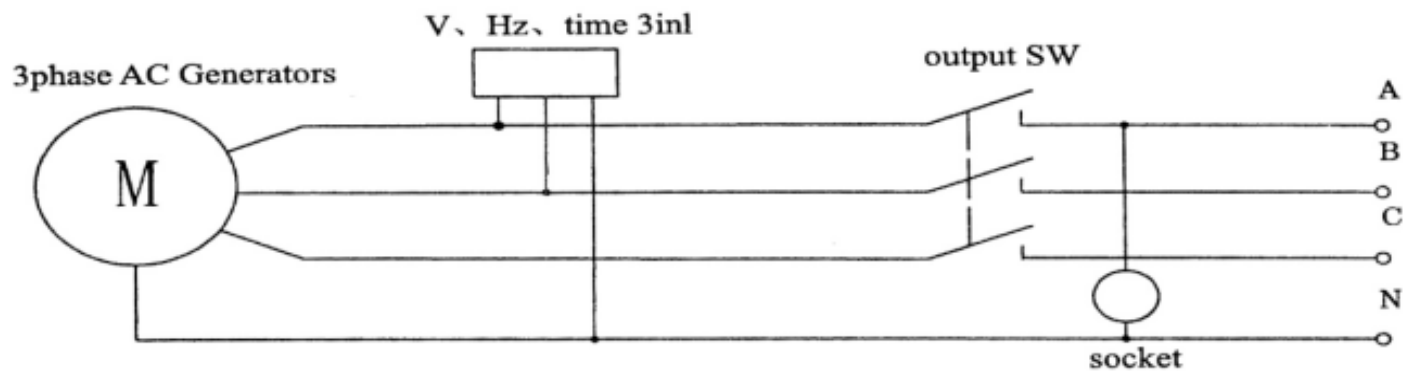 V、Hz、time 3inl
3phase AC Generators
output SW
A
M
B
C
N
socket